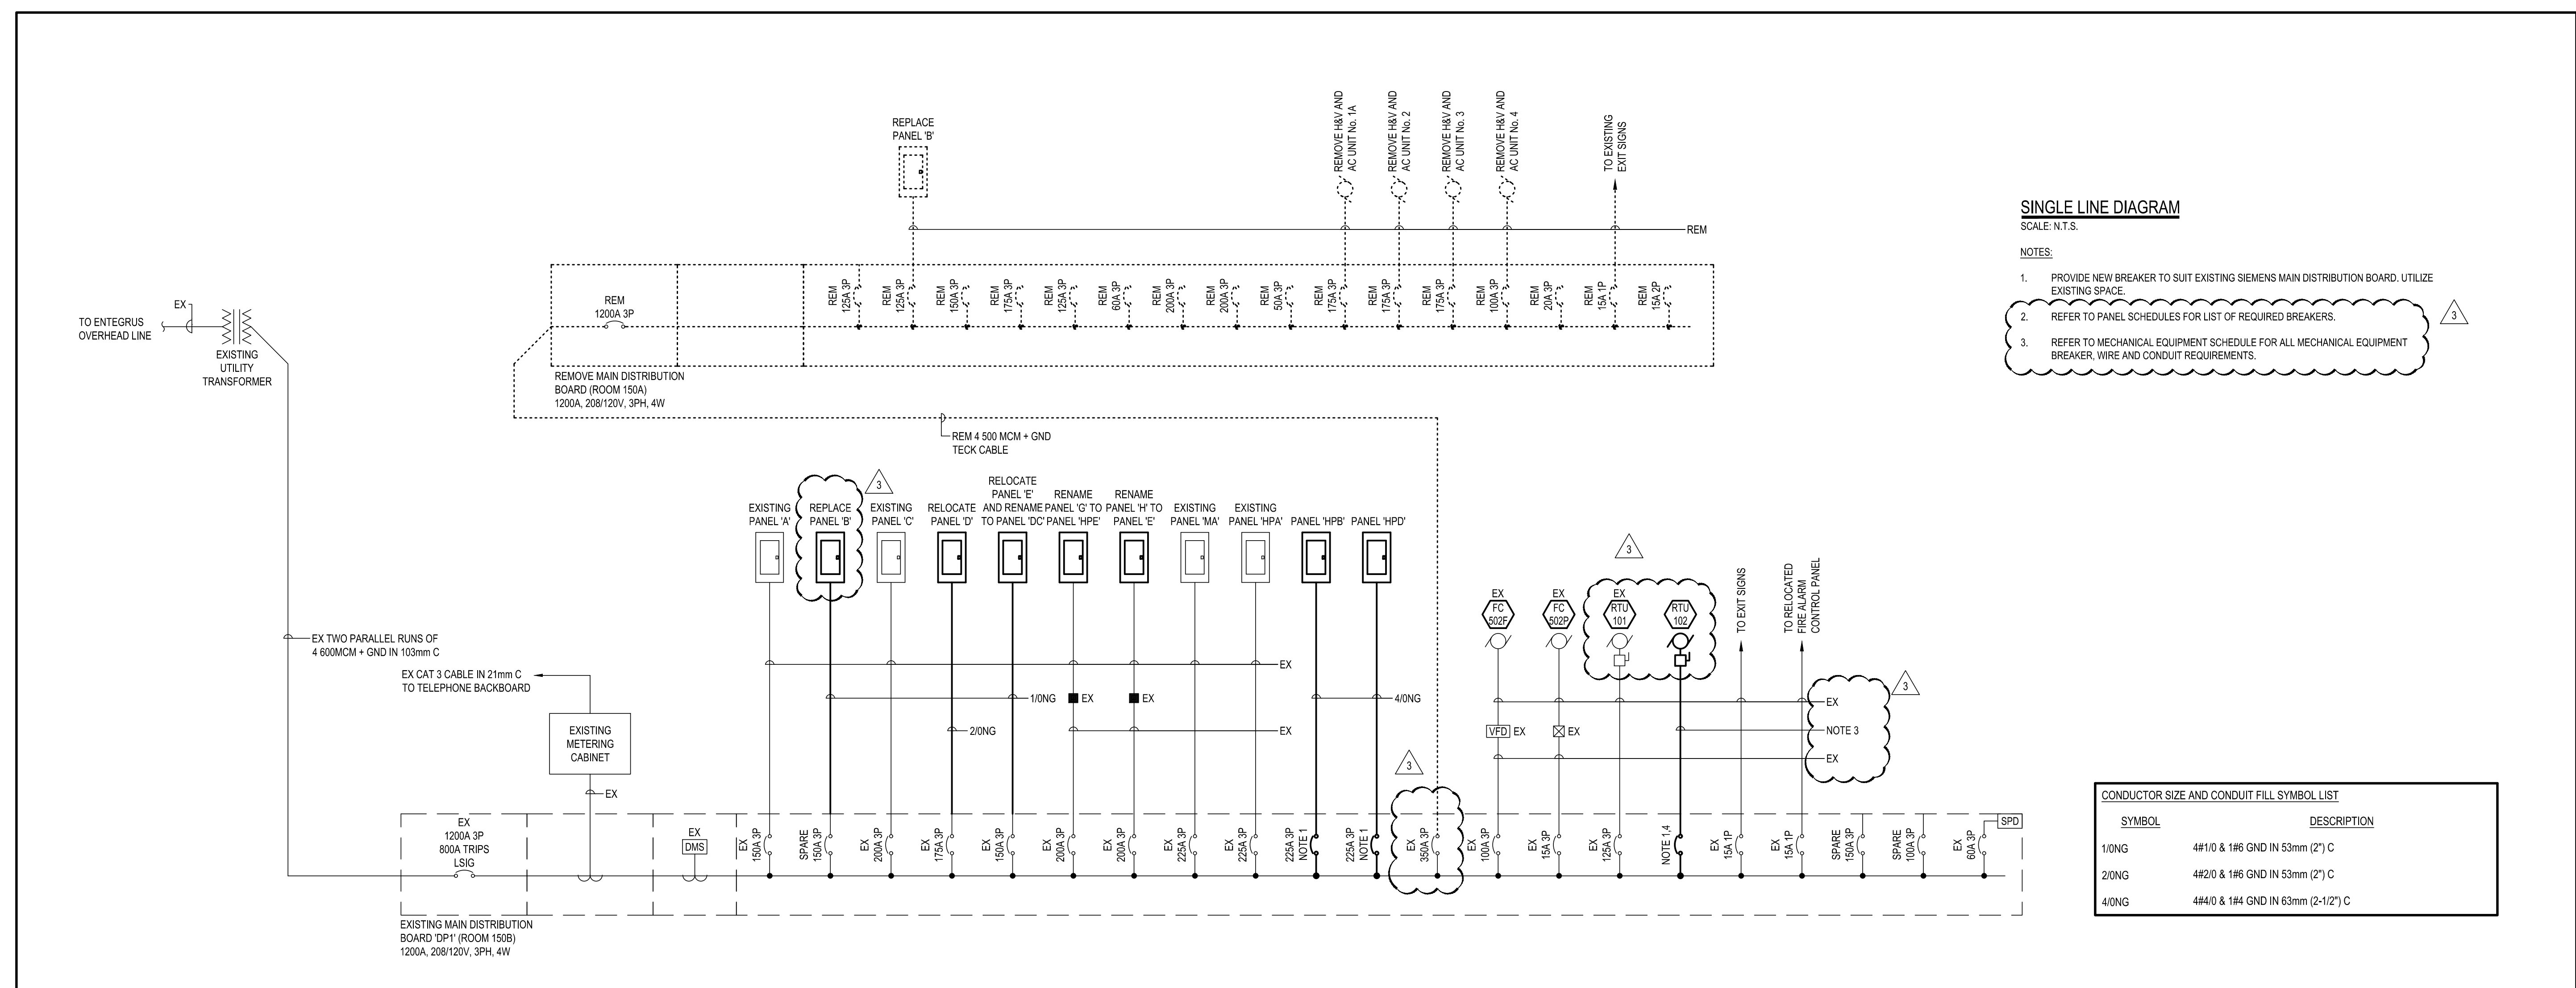 REPLACE
PANEL 'B'
REMOVE H&V AND
AC UNIT No. 1A
REMOVE H&V AND
AC UNIT No. 2
REMOVE H&V AND
AC UNIT No. 3
REMOVE H&V AND
AC UNIT No. 4
TO EXISTING
EXIT SIGNS
REM
SINGLE LINE DIAGRAM
SCALE: N.T.S.
NOTES:
1. PROVIDE NEW BREAKER TO SUIT EXISTING SIEMENS MAIN DISTRIBUTION BOARD. UTILIZE
EXISTING SPACE.
2. REFER TO PANEL SCHEDULES FOR LIST OF REQUIRED BREAKERS.
3. REFER TO MECHANICAL EQUIPMENT SCHEDULE FOR ALL MECHANICAL EQUIPMENT
BREAKER, WIRE AND CONDUIT REQUIREMENTS.
3
EX
TO ENTEGRUS
OVERHEAD LINE
EXISTING
UTILITY
TRANSFORMER
REM
1200A 3P
REM
125A 3P
REM
125A 3P
REM
150A 3P
REM
175A 3P
REM
125A 3P
REM
60A 3P
REM
200A 3P
REM
200A 3P
REM
50A 3P
REM
175A 3P
REM
175A 3P
REM
175A 3P
REM
100A 3P
REM
20A 3P
REM
15A 1P
REM
15A 2P
REMOVE MAIN DISTRIBUTION
BOARD (ROOM 150A)
1200A, 208/120V, 3PH, 4W
REM 4 500 MCM + GND
TECK CABLE
EXISTING
PANEL 'A'
REPLACE
PANEL 'B'
3
EXISTING
PANEL 'C'
RELOCATE
PANEL 'D'
RELOCATE
PANEL 'E'
AND RENAME
TO PANEL 'DC'
RENAME
PANEL 'G' TO
PANEL 'HPE'
RENAME
PANEL 'H' TO
PANEL 'E'
EXISTING
PANEL 'MA'
EXISTING
PANEL 'HPA'
PANEL 'HPB'
PANEL 'HPD'
EX
FC
502F
EX
FC
502P
3
EX
RTU
101
RTU
102
TO EXIT SIGNS
TO RELOCATED
FIRE ALARM
CONTROL PANEL
EX TWO PARALLEL RUNS OF
4 600MCM + GND IN 103mm C
EX CAT 3 CABLE IN 21mm C
TO TELEPHONE BACKBOARD
EXISTING
METERING
CABINET
EX
EX
1/0NG
EX
EX
4/0NG
2/0NG
EX
VFD
EX
EX
EX
NOTE 3
EX
3
3
EX
1200A 3P
800A TRIPS
LSIG
EX
DMS
EX
150A 3P
SPARE
150A 3P
EX
200A 3P
EX
175A 3P
EX
150A 3P
EX
200A 3P
EX
200A 3P
EX
225A 3P
EX
225A 3P
225A 3P
NOTE 1
225A 3P
NOTE 1
EX
350A 3P
EX
100A 3P
EX
15A 3P
EX
125A 3P
NOTE 1,4
EX
15A 1P
EX
15A 1P
SPARE
150A 3P
SPARE
100A 3P
EX
60A 3P
SPD
EXISTING MAIN DISTRIBUTION
BOARD 'DP1' (ROOM 150B)
1200A, 208/120V, 3PH, 4W
CONDUCTOR SIZE AND CONDUIT FILL SYMBOL LIST
SYMBOL DESCRIPTION
1/0NG 4#1/0 & 1#6 GND IN 53mm (2") C
2/0NG 4#2/0 & 1#6 GND IN 53mm (2") C
4/0NG 4#4/0 & 1#4 GND IN 63mm (2-1/2") C